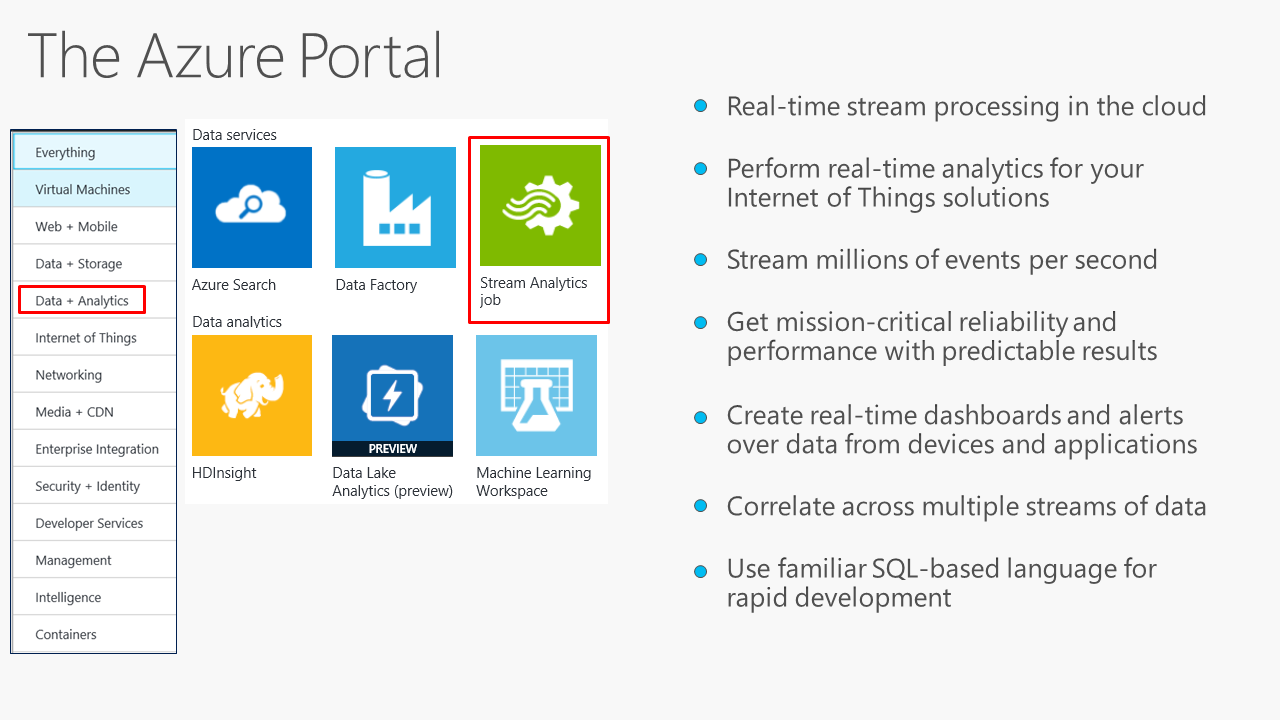 The Azure Portal
Everything
Virtual Machines
Web + Mobile
Data + Storage
Data + Analytics
Internet of Things
Networking
Media + CDN
Enterprise Integration
Security + Identity
Developer Services
Management
Intelligence
Containers
Data services
Azure Search
Data Factory
Stream Analytics
job
Data analytics
HDInsight
PREVIEW
Data Lake
Analytics (preview)
Machine Learning
Workspace
Real-time stream processing in the cloud
Perform real-time analytics for your
Internet of Things solutions
Stream millions of events per second
Get mission-critical reliability and
performance with predictable results
Create real-time dashboards and alerts
over data from devices and applications
Correlate across multiple streams of data
Use familiar SQL-based language for
rapid development